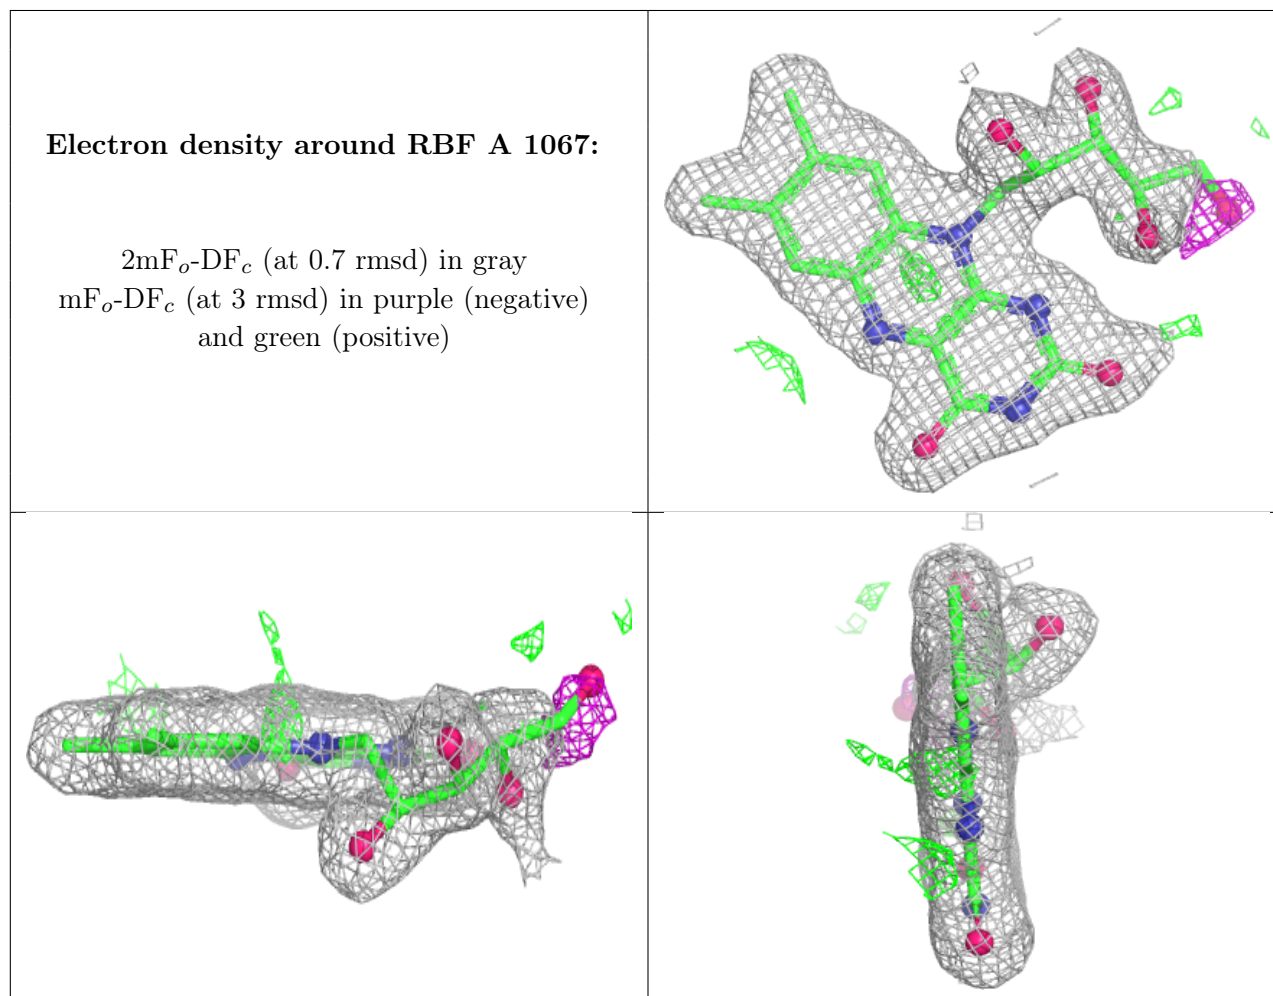 Electron density around RBF A 1067:
2mFo-DFc (at 0.7 rmsd) in gray
mFo-DFc (at 3 rmsd) in purple (negative)
and green (positive)